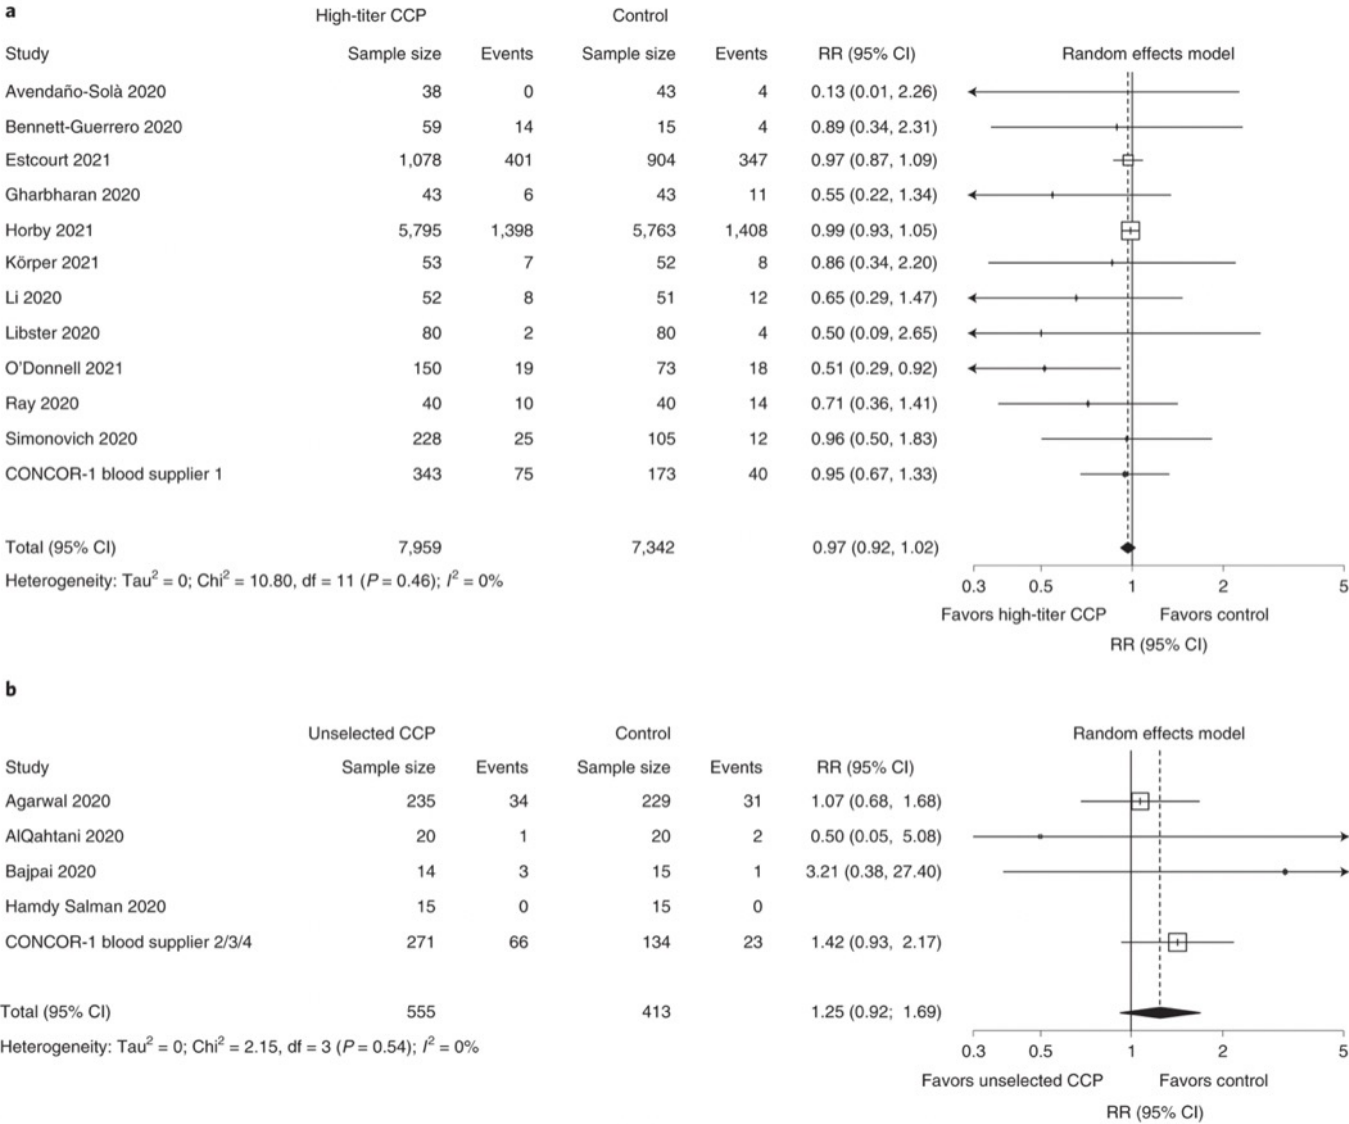 a
High-titer CCP Control
Study Sample size Events Sample size Events RR (95% CI) Random effects model
Avendaño-Solà 2020 38 0 43 4 0.13 (0.01, 2.26)
Bennett-Guerrero 2020 59 14 15 4 0.89 (0.34, 2.31)
Estcourt 2021 1,078 401 904 347 0.97 (0.87, 1.09)
Gharbharan 2020 43 6 43 11 0.55 (0.22, 1.34)
Horby 2021 5,795 1,398 5,763 1,408 0.99 (0.93, 1.05)
Körper 2021 53 7 52 8 0.86 (0.34, 2.20)
Li 2020 52 8 51 12 0.65 (0.29, 1.47)
Libster 2020 80 2 80 4 0.50 (0.09, 2.65)
O'Donnell 2021 150 19 73 18 0.51 (0.29, 0.92)
Ray 2020 40 10 40 14 0.71 (0.36, 1.41)
Simonovich 2020 228 25 105 12 0.96 (0.50, 1.83)
CONCOR-1 blood supplier 1 343 75 173 40 0.95 (0.67, 1.33)
Total (95% CI) 7,959 7,342 0.97 (0.92, 1.02)
Heterogeneity: Tau² = 0; Chi² = 10.80, df = 11 (P = 0.46); I² = 0%
0.3 0.5 1 2 5
Favors high-titer CCP Favors control
RR (95% CI)
b
Unselected CCP Control Random effects model
Study Sample size Events Sample size Events RR (95% CI)
Agarwal 2020 235 34 229 31 1.07 (0.68, 1.68)
AlQahtani 2020 20 1 20 2 0.50 (0.05, 5.08)
Bajpai 2020 14 3 15 1 3.21 (0.38, 27.40)
Hamdy Salman 2020 15 0 15 0
CONCOR-1 blood supplier 2/3/4 271 66 134 23 1.42 (0.93, 2.17)
Total (95% CI) 555 413 1.25 (0.92; 1.69)
Heterogeneity: Tau² = 0; Chi² = 2.15, df = 3 (P = 0.54); I² = 0%
0.3 0.5 1 2 5
Favors unselected CCP Favors control
RR (95% CI)